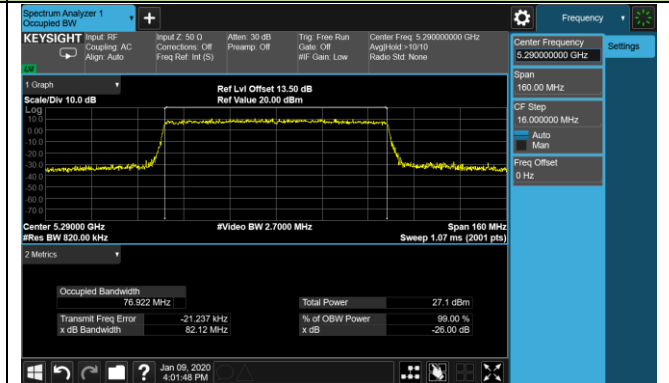 Spectrum Analyzer 1
Occupied BW
+
Frequency
KEYSIGHT
Input: RF
Coupling: AC
Align: Auto
Input Z: 50 Ω
Corrections: Off
Freq Ref: Int (S)
Atten: 30 dB
Preamp: Off
Trig: Free Run
Gate: Off
#IF Gain: Low
Center Freq: 5.290000000 GHz
Avg|Hold:>10/10
Radio Std: None
Center Frequency
5.290000000 GHz
Settings
Span
160.00 MHz
CF Step
16.000000 MHz
Auto
Man
Freq Offset
0 Hz
1 Graph
Scale/Div 10.0 dB
Ref Lvl Offset 13.50 dB
Ref Value 20.00 dBm
Log
10.0
0.00
-10.0
-20.0
-30.0
-40.0
-50.0
-60.0
-70.0
Center 5.29000 GHz
#Res BW 820.00 kHz
#Video BW 2.7000 MHz
Span 160 MHz
Sweep 1.07 ms (2001 pts)
2 Metrics
Occupied Bandwidth
76.922 MHz
Total Power 27.1 dBm
Transmit Freq Error -21.237 kHz
% of OBW Power 99.00 %
x dB Bandwidth 82.12 MHz
x dB -26.00 dB
?
Jan 09, 2020
4:01:48 PM